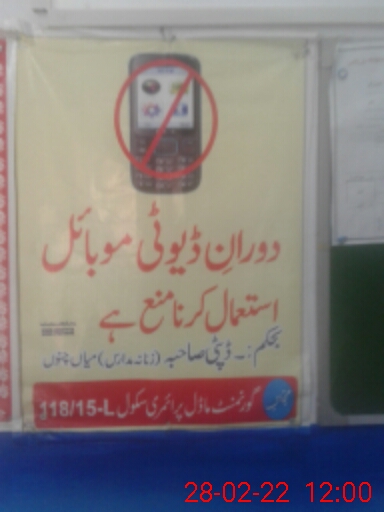 دورانِ ڈیوٹی موبائل
استعمال کرنا منع ہے
بحکم:۔ ڈپٹی صاحبہ (زنانہ مدارس) میاں چنوں
گورنمنٹ ماڈل پرائمری سکول 118/15-L
28-02-22 12:00